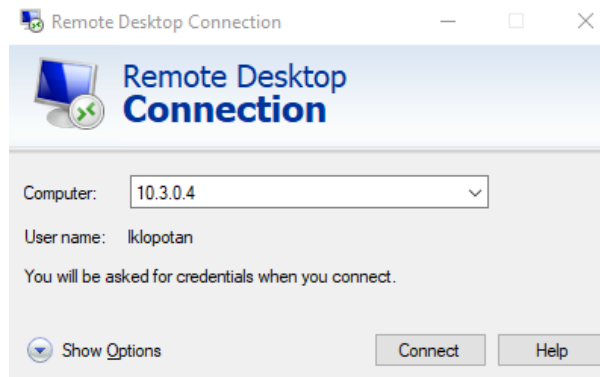 Remote Desktop Connection
Remote Desktop
Connection
Computer: 10.3.0.4
User name: lklopotan
You will be asked for credentials when you connect.
Show Options Connect Help